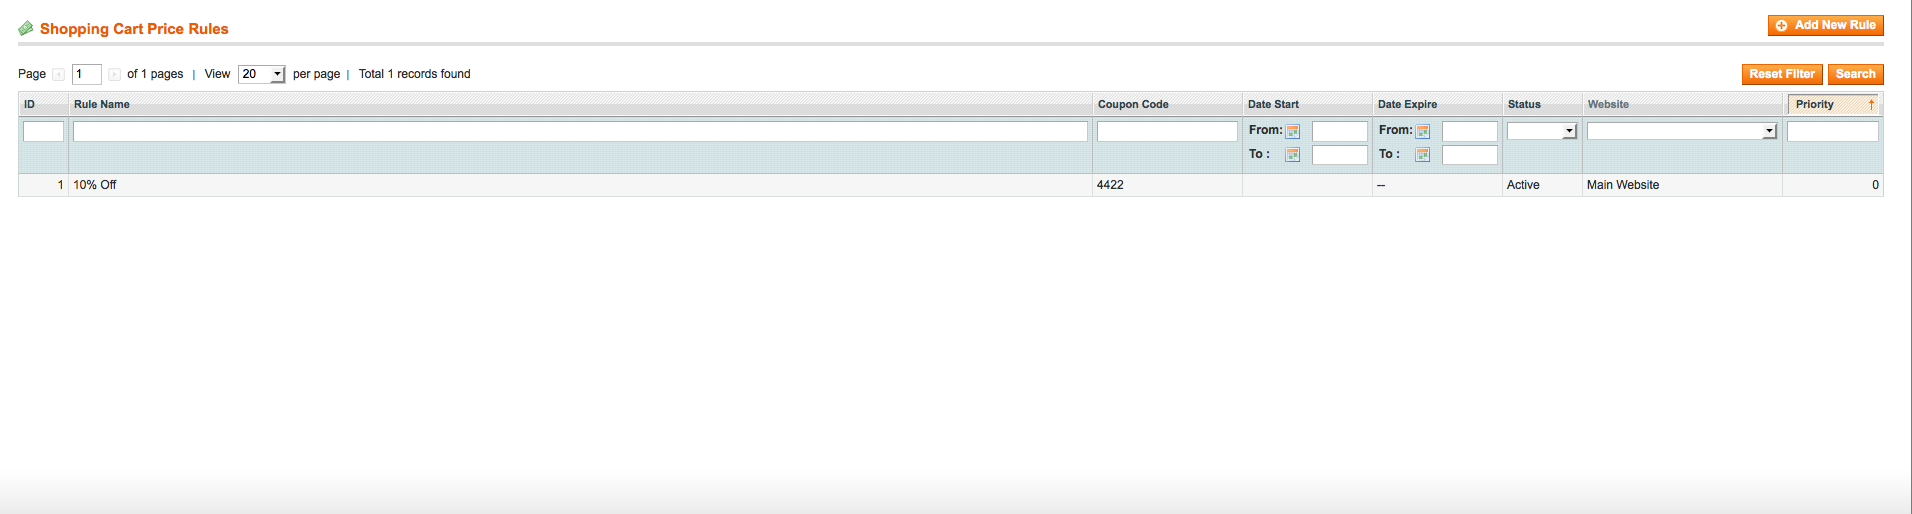 Shopping Cart Price Rules
Add New Rule
Page 1 of 1 pages | View 20 per page | Total 1 records found
Reset Filter Search
ID Rule Name Coupon Code Date Start Date Expire Status Website Priority ↑
From: From:
To : To :
1 10% Off 4422 -- Active Main Website 0